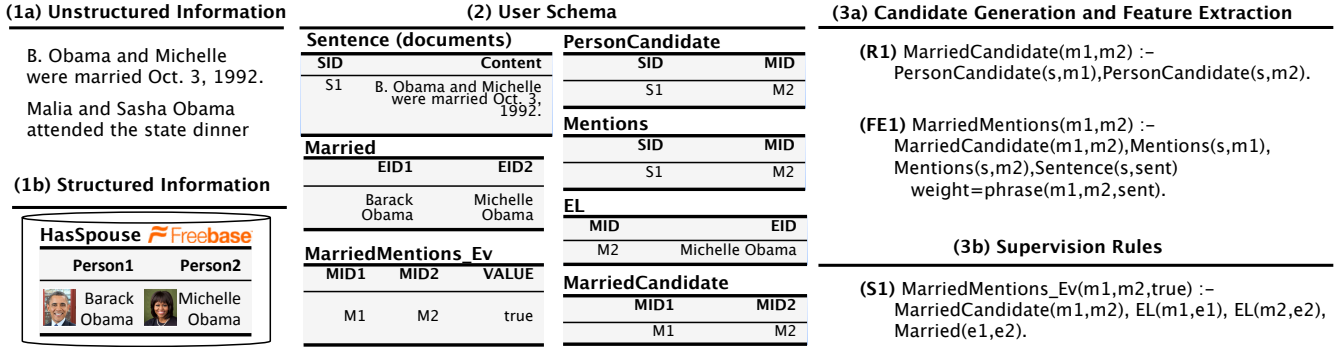 (1a) Unstructured Information
B. Obama and Michelle
were married Oct. 3, 1992.
Malia and Sasha Obama
attended the state dinner
(1b) Structured Information
HasSpouse Freebase
Person1 Person2
Barack Obama Michelle Obama
(2) User Schema
Sentence (documents)
SID Content
S1 B. Obama and Michelle
were married Oct. 3,
1992.
Married
EID1 EID2
Barack Obama Michelle Obama
MarriedMentions_Ev
MID1 MID2 VALUE
M1 M2 true
PersonCandidate
SID MID
S1 M2
Mentions
SID MID
S1 M2
EL
MID EID
M2 Michelle Obama
MarriedCandidate
MID1 MID2
M1 M2
(3a) Candidate Generation and Feature Extraction
(R1) MarriedCandidate(m1,m2) :-
PersonCandidate(s,m1),PersonCandidate(s,m2).
(FE1) MarriedMentions(m1,m2) :-
MarriedCandidate(m1,m2),Mentions(s,m1),
Mentions(s,m2),Sentence(s,sent)
weight=phrase(m1,m2,sent).
(3b) Supervision Rules
(S1) MarriedMentions_Ev(m1,m2,true) :-
MarriedCandidate(m1,m2), EL(m1,e1), EL(m2,e2),
Married(e1,e2).